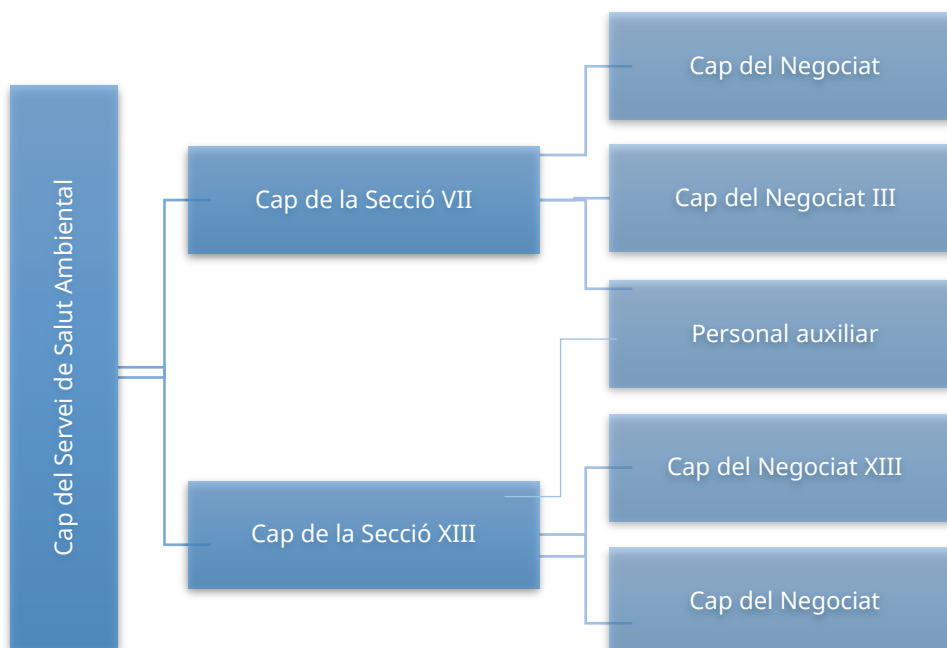 Cap del Servei de Salut Ambiental
Cap de la Secció VII
Cap de la Secció XIII
Cap del Negociat
Cap del Negociat III
Personal auxiliar
Cap del Negociat XIII
Cap del Negociat